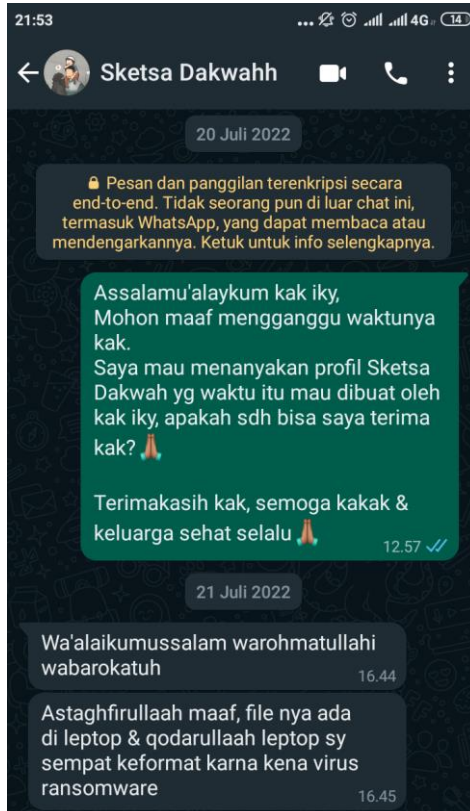 21:53
4G 14
Sketsa Dakwahh
20 Juli 2022
Pesan dan panggilan terenkripsi secara
end-to-end. Tidak seorang pun di luar chat ini,
termasuk WhatsApp, yang dapat membaca atau
mendengarkannya. Ketuk untuk info selengkapnya.
Assalamu'alaykum kak iky,
Mohon maaf mengganggu waktunya
kak.
Saya mau menanyakan profil Sketsa
Dakwah yg waktu itu mau dibuat oleh
kak iky, apakah sdh bisa saya terima
kak?🙏🏽
Terimakasih kak, semoga kakak &
keluarga sehat selalu🙏🏽
12.57
21 Juli 2022
Wa'alaikumussalam warohmatullahi
wabarokatuh
16.44
Astaghfirullaah maaf, file nya ada
di leptop & qodarullaah leptop sy
sempat keformat karna kena virus
ransomware
16.45